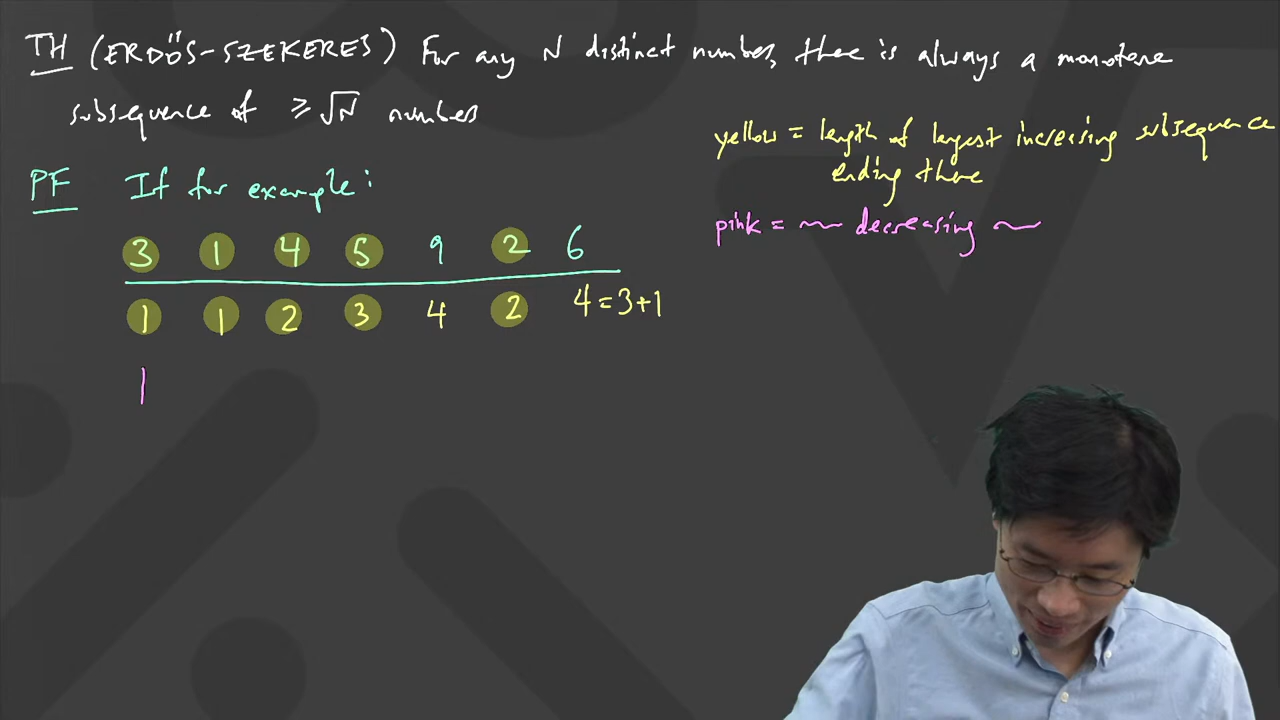 TH (ERDŐS-SZEKERES) For any N distinct number, there is always a monotone
subsequence of ≥ √N numbers
yellow = length of largest increasing subsequence
ending there
pink = ~~ decreasing ~~
PF If for example:
3 1 4 5 9 2 6
1 1 2 3 4 2 4=3+1
1